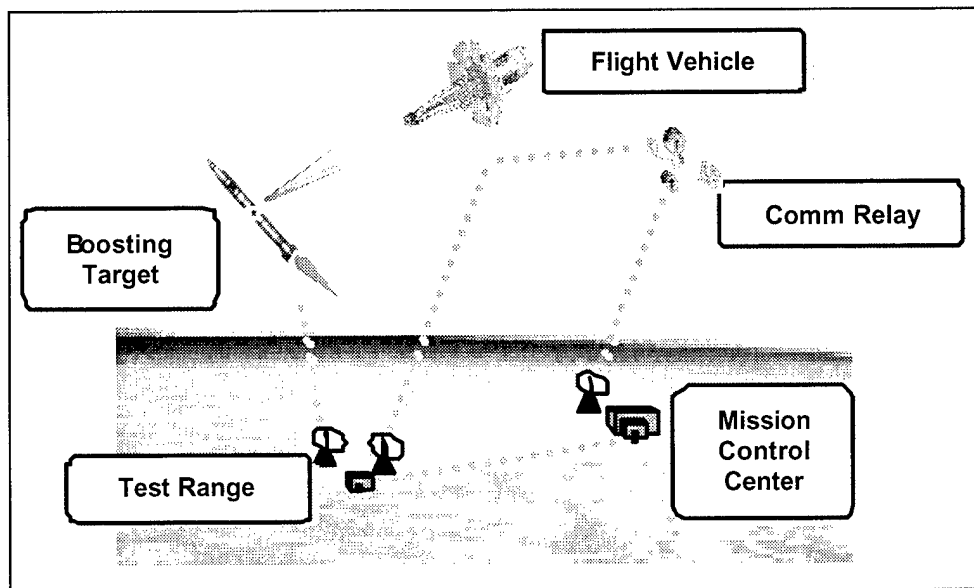 Flight Vehicle
Comm Relay
Boosting
Target
Mission
Control
Center
Test Range